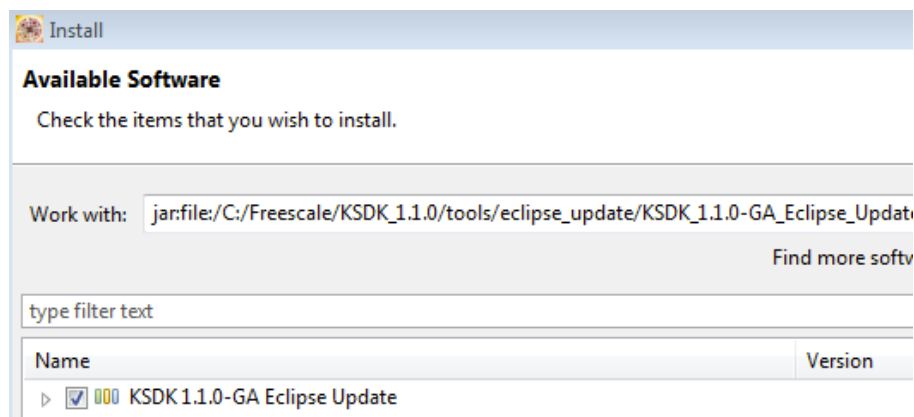 Install
Available Software
Check the items that you wish to install.
Work with: jar:file:/C:/Freescale/KSDK_1.1.0/tools/eclipse_update/KSDK_1.1.0-GA_Eclipse_Update
Find more softw
type filter text
Name Version
KSDK 1.1.0-GA Eclipse Update